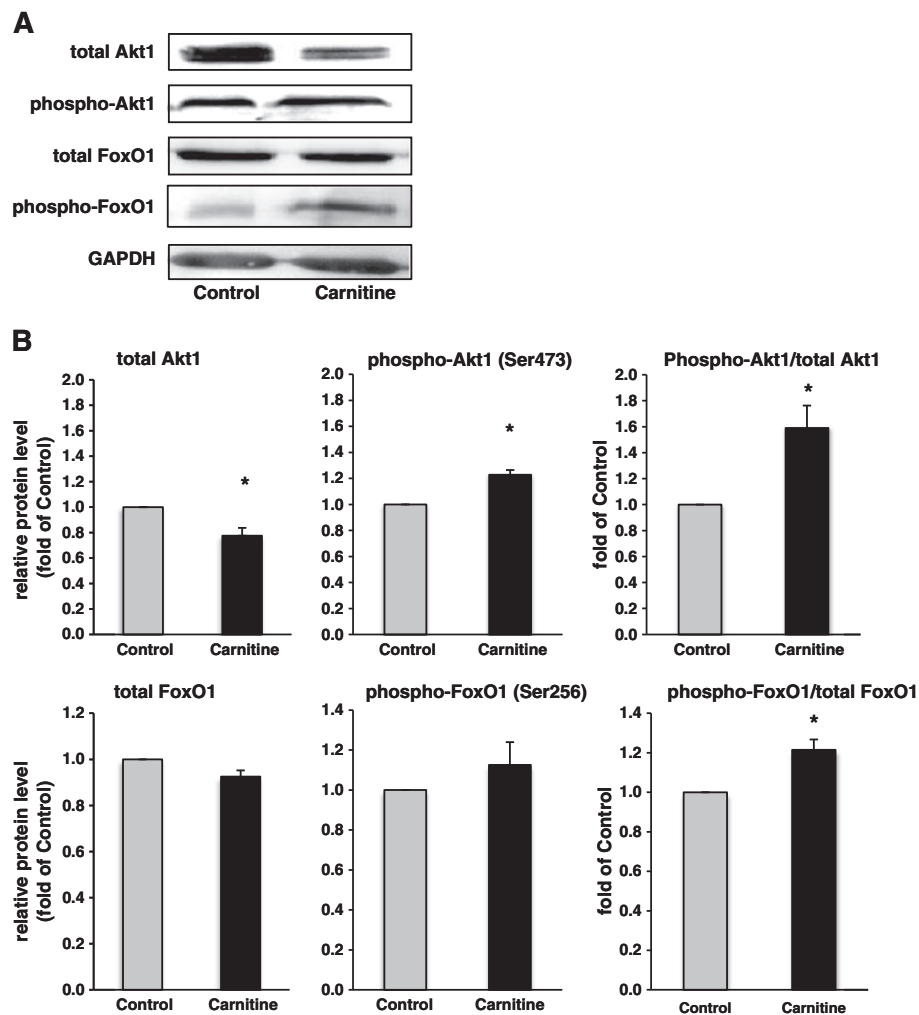 A
total Akt1
phospho-Akt1
total FoxO1
phospho-FoxO1
GAPDH
Control Carnitine
B
total Akt1
relative protein level
(fold of Control)
2.0
1.8
1.6
1.4
1.2
1.0
0.8
0.6
0.4
0.2
0.0
*
Control Carnitine
phospho-Akt1 (Ser473)
2.0
1.8
1.6
1.4
1.2
1.0
0.8
0.6
0.4
0.2
0.0
*
Control Carnitine
Phospho-Akt1/total Akt1
fold of Control
2.0
1.8
1.6
1.4
1.2
1.0
0.8
0.6
0.4
0.2
0.0
*
Control Carnitine
total FoxO1
relative protein level
(fold of Control)
1.2
1.0
0.8
0.6
0.4
0.2
0.0
Control Carnitine
phospho-FoxO1 (Ser256)
1.4
1.2
1.0
0.8
0.6
0.4
0.2
0.0
Control Carnitine
phospho-FoxO1/total FoxO1
fold of Control
1.4
1.2
1.0
0.8
0.6
0.4
0.2
0.0
*
Control Carnitine